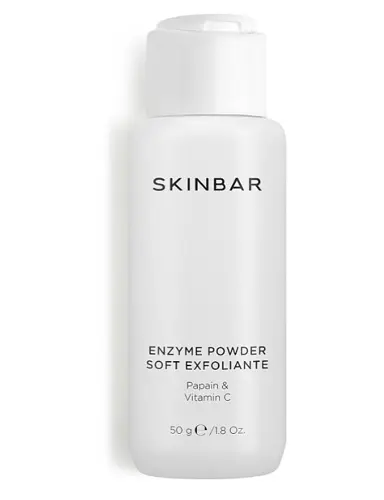 SKINBAR
ENZYME POWDER
SOFT EXFOLIANTE
Papain &
Vitamin C
50 g ℮ /1.8 Oz.